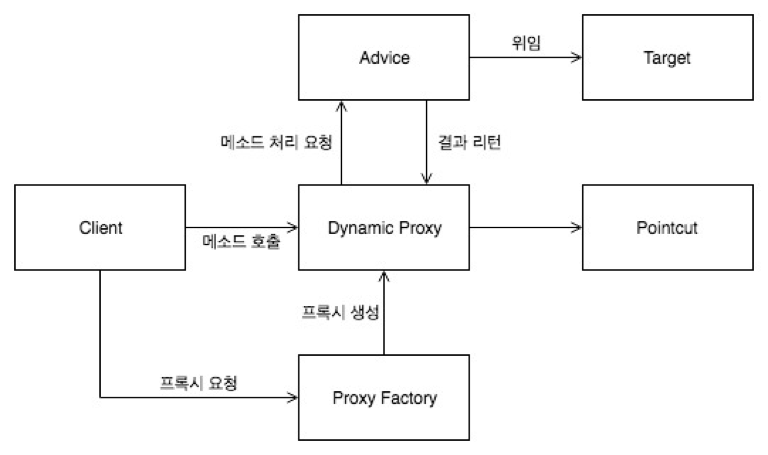 Advice
위임
Target
메소드 처리 요청
결과 리턴
Client
메소드 호출
Dynamic Proxy
Pointcut
프록시 생성
프록시 요청
Proxy Factory